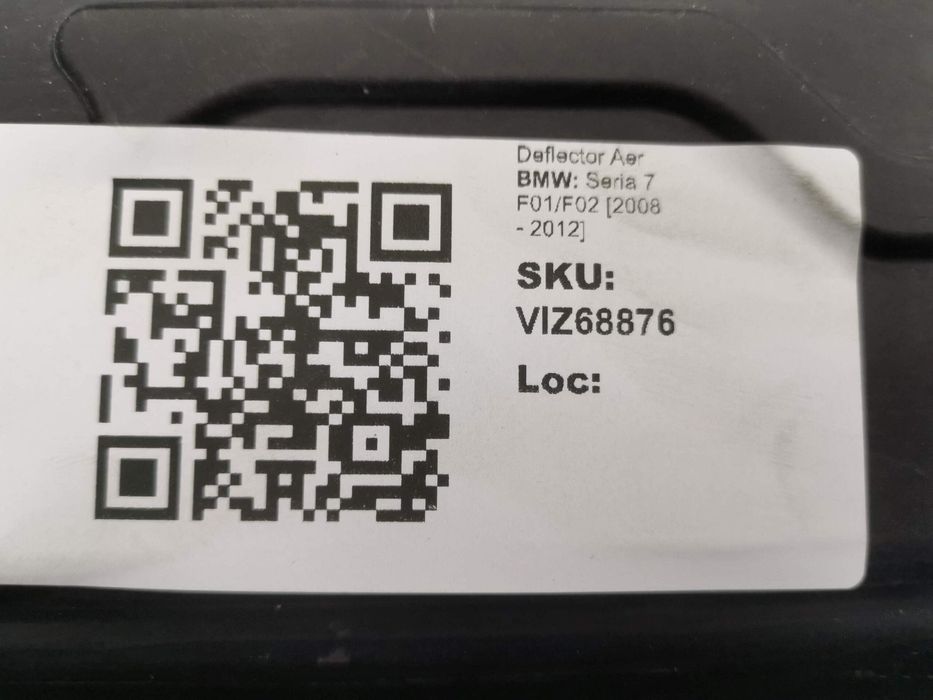 Deflector Aer
BMW: Seria 7
F01/F02 [2008
- 2012]
SKU:
VIZ68876
Loc: